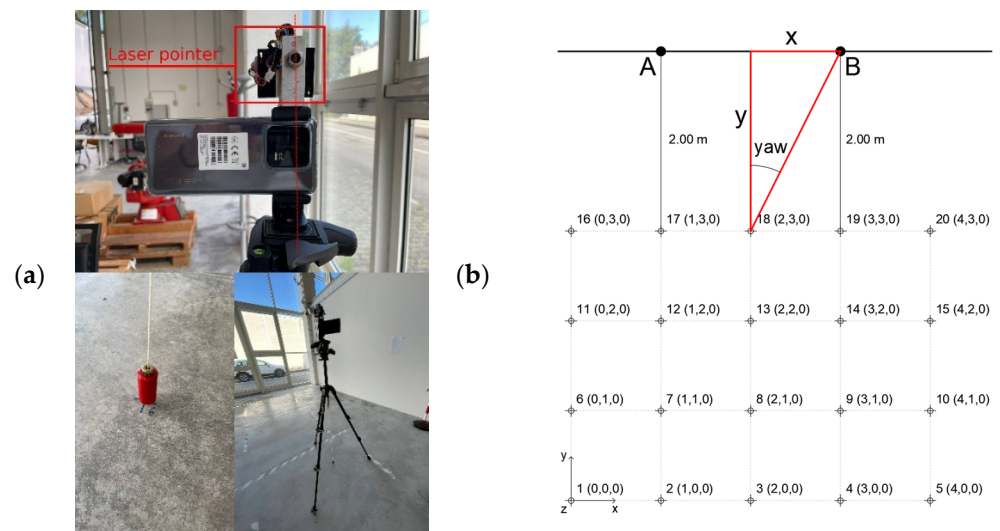 (a)
Laser pointer
(b)
x
A
B
y
2.00 m
2.00 m
yaw
16 (0,3,0)
17 (1,3,0)
18 (2,3,0)
19 (3,3,0)
20 (4,3,0)
11 (0,2,0)
12 (1,2,0)
13 (2,2,0)
14 (3,2,0)
15 (4,2,0)
6 (0,1,0)
7 (1,1,0)
8 (2,1,0)
9 (3,1,0)
10 (4,1,0)
y
1 (0,0,0)
2 (1,0,0)
3 (2,0,0)
4 (3,0,0)
5 (4,0,0)
z
x